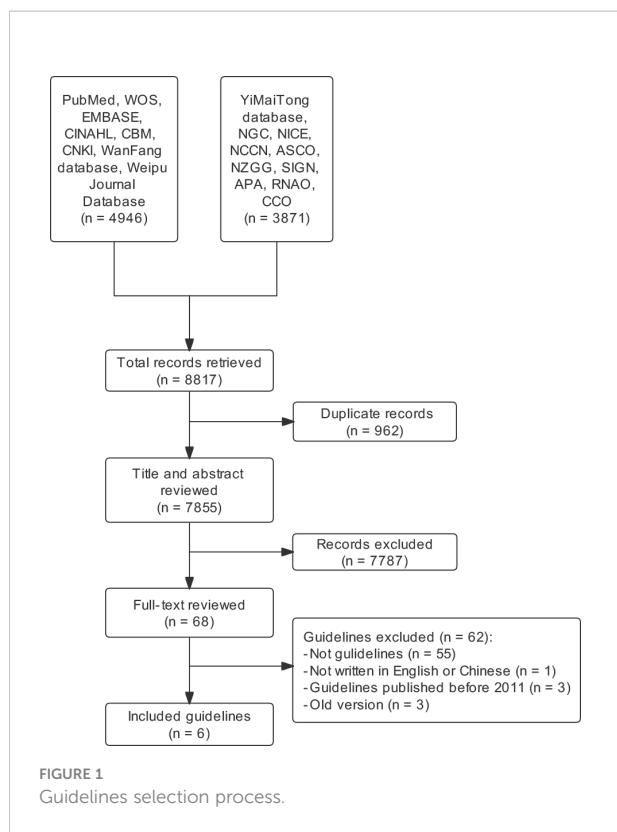 PubMed, WOS,
EMBASE,
CINAHL, CBM,
CNKI, WanFang
database, Weipu
Journal
Database
(n = 4946)
YiMaiTong
database,
NGC, NICE,
NCCN, ASCO,
NZGG, SIGN,
APA, RNAO,
CCO
(n = 3871)
Total records retrieved
(n = 8817)
Duplicate records
(n = 962)
Title and abstract
reviewed
(n = 7855)
Records excluded
(n = 7787)
Full-text reviewed
(n = 68)
Guidelines excluded (n = 62):
-Not gulidelines (n = 55)
-Not written in English or Chinese (n = 1)
-Guidelines published before 2011 (n = 3)
-Old version (n = 3)
Included guidelines
(n = 6)
FIGURE 1
Guidelines selection process.